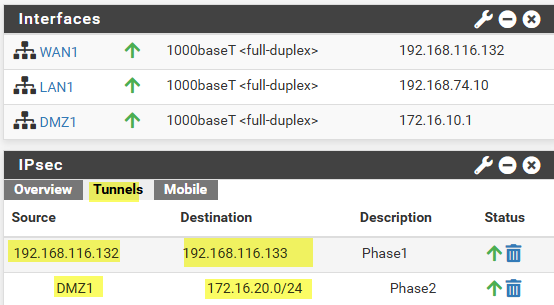 Interfaces
WAN1 1000baseT <full-duplex> 192.168.116.132
LAN1 1000baseT <full-duplex> 192.168.74.10
DMZ1 1000baseT <full-duplex> 172.16.10.1
IPsec
Overview Tunnels Mobile
Source Destination Description Status
192.168.116.132 192.168.116.133 Phase1
DMZ1 172.16.20.0/24 Phase2